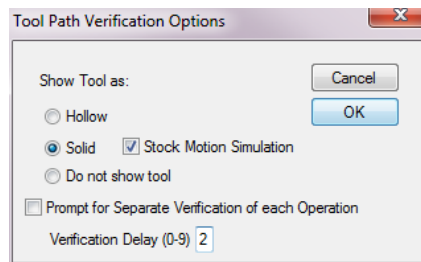 Tool Path Verification Options
Show Tool as:
Cancel
Hollow
OK
Solid
Stock Motion Simulation
Do not show tool
Prompt for Separate Verification of each Operation
Verification Delay (0-9) 2